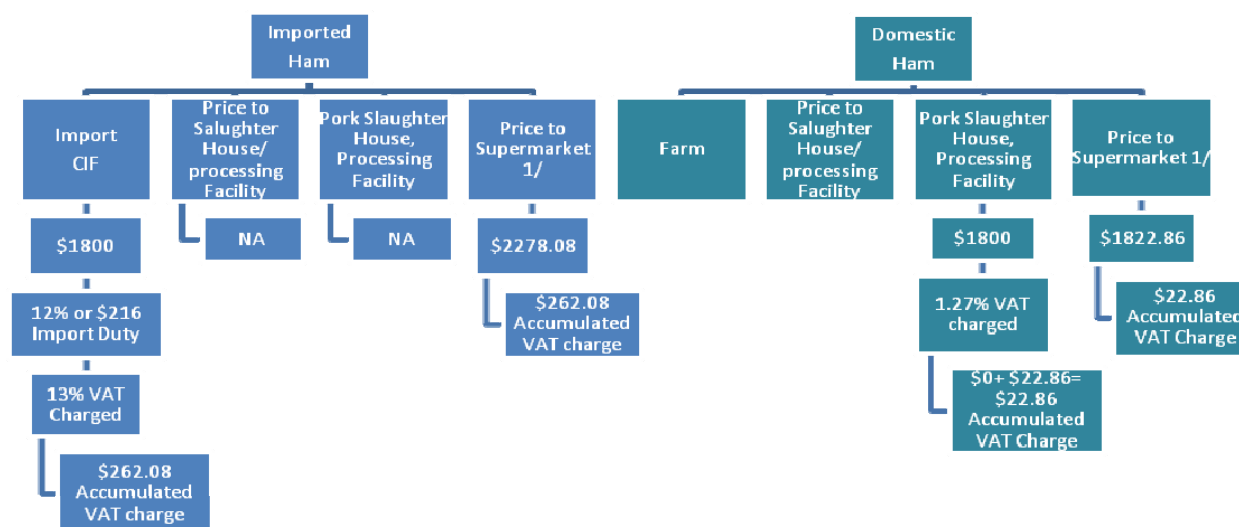 Imported
Ham
Import
CIF
$1800
12% or $216
Import Duty
13% VAT
Charged
$262.08
Accumulated
VAT charge
Price to
Salughter
House/
processing
Facility
NA
Pork Slaughter
House,
Processing
Facility
NA
Price to
Supermarket
1/
$2278.08
$262.08
Accumulated
VAT charge
Domestic
Ham
Farm
Price to
Salughter
House/
processing
Facility
Pork Slaughter
House,
Processing
Facility
$1800
1.27% VAT
charged
$0+ $22.86=
$22.86
Accumulated
VAT Charge
Price to
Supermarket 1/
$1822.86
$22.86
Accumulated
VAT Charge